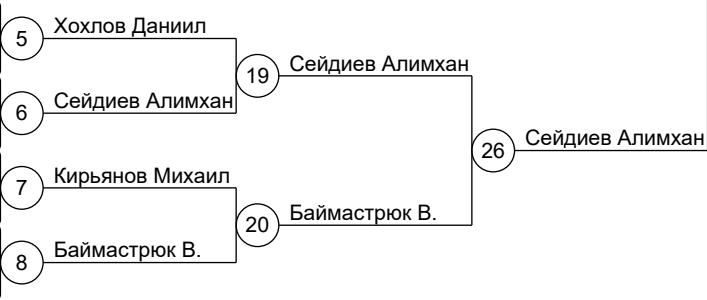 5 Хохлов Даниил
19 Сейдиев Алимхан
6 Сейдиев Алимхан
26 Сейдиев Алимхан
7 Кирьянов Михаил
20 Баймастрюк В.
8 Баймастрюк В.